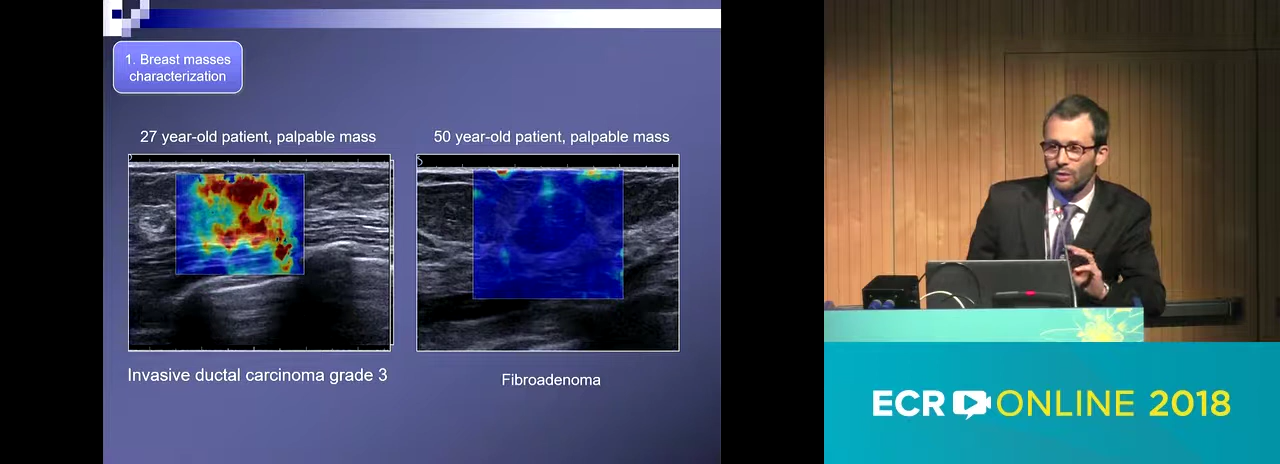 1. Breast masses
characterization
27 year-old patient, palpable mass
50 year-old patient, palpable mass
S
Invasive ductal carcinoma grade 3
Fibroadenoma
ECR ONLINE 2018